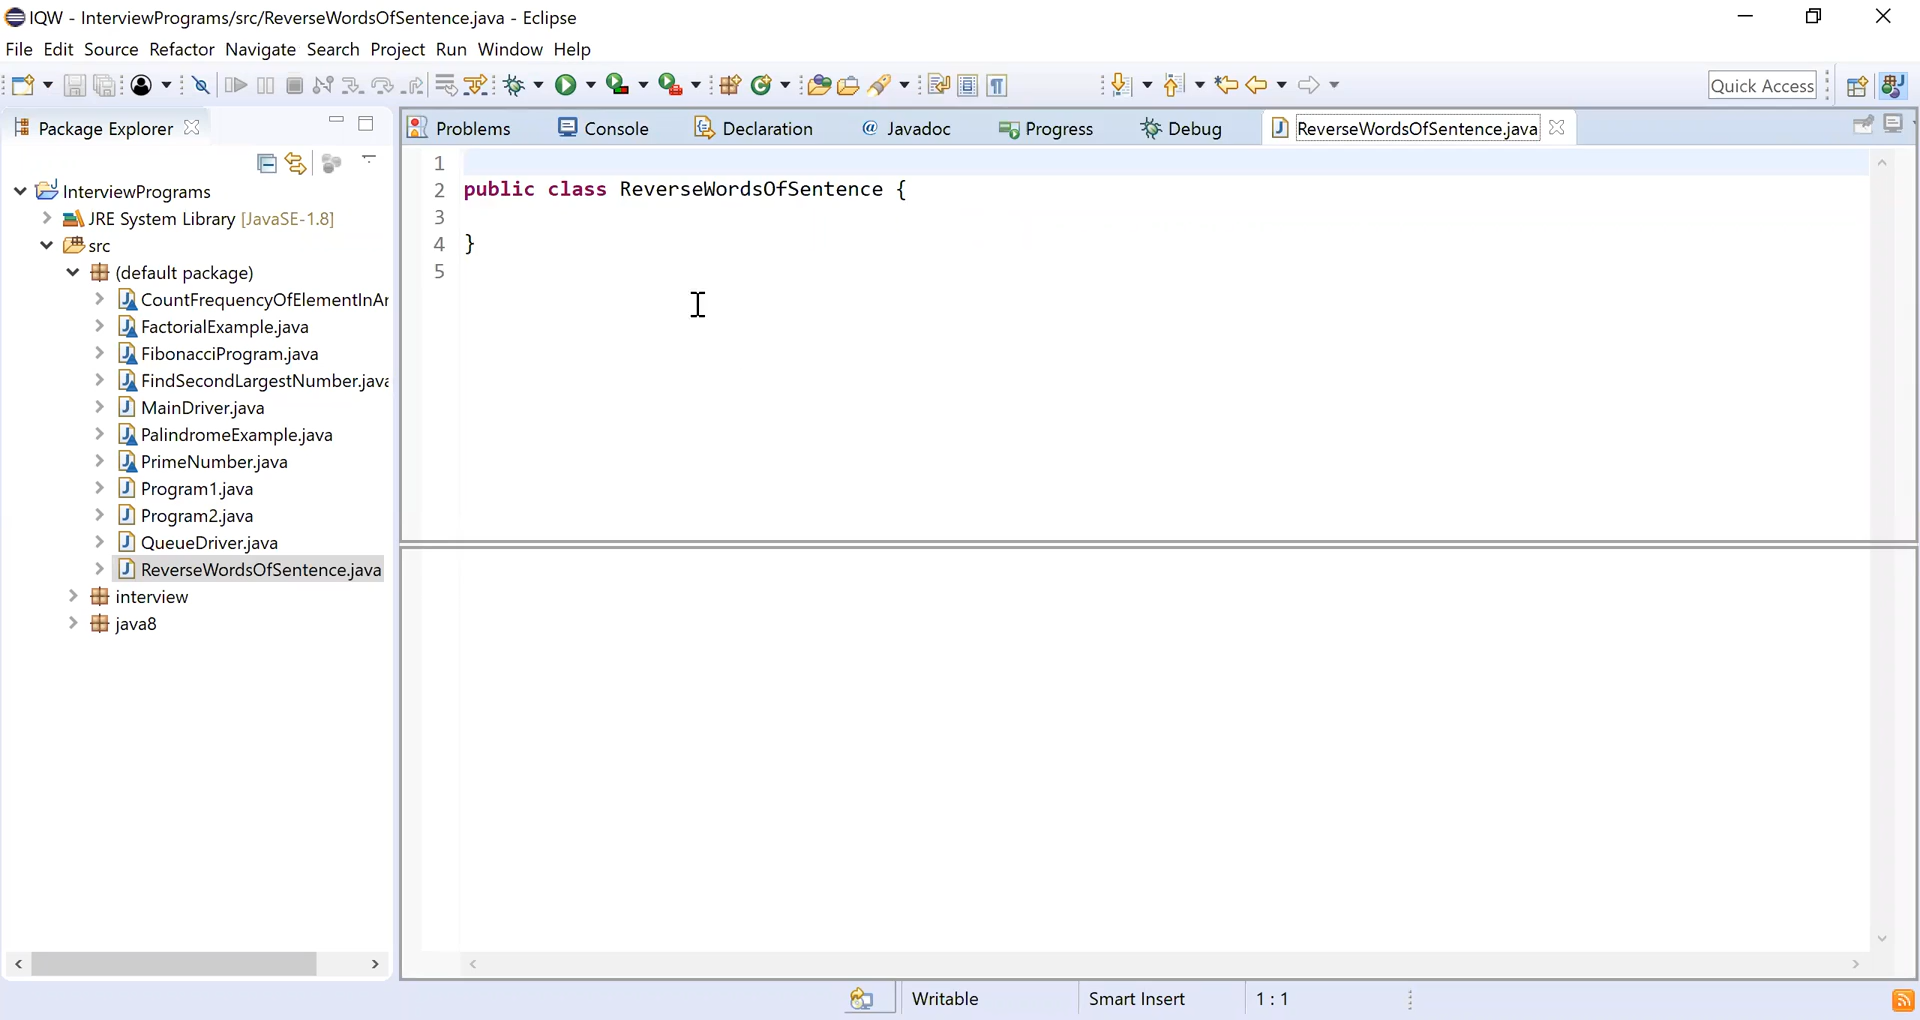 IQW - InterviewPrograms/src/ReverseWordsOfSentence.java - Eclipse
File Edit Source Refactor Navigate Search Project Run Window Help
Quick Access
Package Explorer
Problems Console Declaration @ Javadoc Progress Debug ReverseWordsOfSentence.java
InterviewPrograms
JRE System Library [JavaSE-1.8]
src
(default package)
CountFrequencyOfElementInAr
FactorialExample.java
FibonacciProgram.java
FindSecondLargestNumber.java
MainDriver.java
PalindromeExample.java
PrimeNumber.java
Program1.java
Program2.java
QueueDriver.java
ReverseWordsOfSentence.java
interview
java8
1
2 public class ReverseWordsOfSentence {
3
4 }
5
Writable Smart Insert 1 : 1